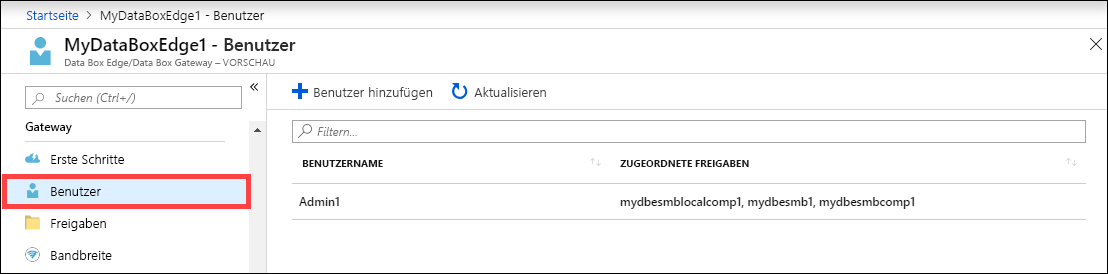 Startseite > MyDataBoxEdge1 - Benutzer
MyDataBoxEdge1 - Benutzer
Data Box Edge/Data Box Gateway – VORSCHAU
Suchen (Ctrl+/)
Gateway
Erste Schritte
Benutzer
Freigaben
Bandbreite
Benutzer hinzufügen Aktualisieren
Filtern...
BENUTZERNAME ZUGEORDNETE FREIGABEN
Admin1 mydbesmblocalcomp1, mydbesmb1, mydbesmbcomp1